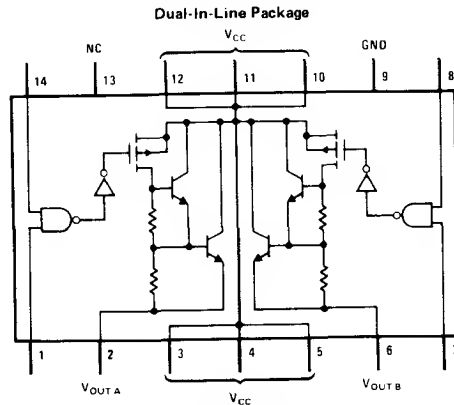 Dual-In-Line Package
VCC
NC
GND
14 13 12 11 10 9 8
1 2 3 4 5 6 7
VOUT A
VOUT B
VCC